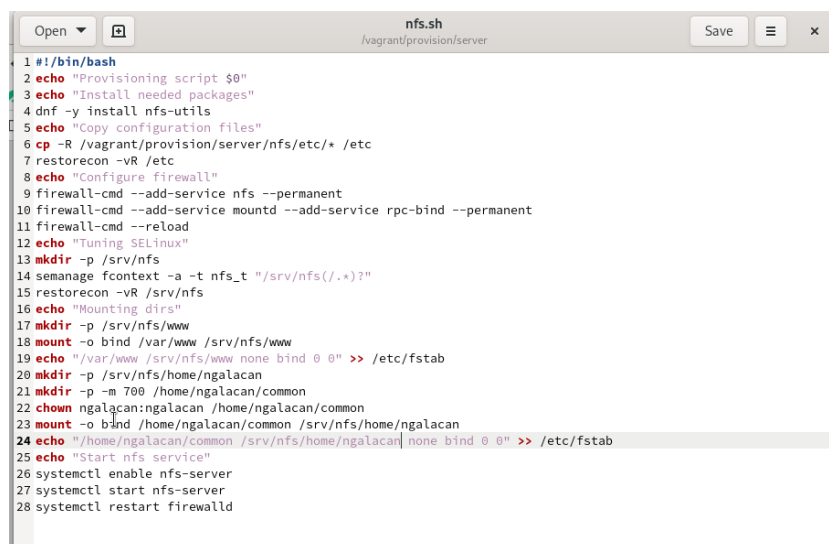 Open
nfs.sh
/vagrant/provision/server
Save
1 #!/bin/bash
2 echo "Provisioning script $0"
3 echo "Install needed packages"
4 dnf -y install nfs-utils
5 echo "Copy configuration files"
6 cp -R /vagrant/provision/server/nfs/etc/* /etc
7 restorecon -vR /etc
8 echo "Configure firewall"
9 firewall-cmd --add-service nfs --permanent
10 firewall-cmd --add-service mountd --add-service rpc-bind --permanent
11 firewall-cmd --reload
12 echo "Tuning SELinux"
13 mkdir -p /srv/nfs
14 semanage fcontext -a -t nfs_t "/srv/nfs(/.*)?"
15 restorecon -vR /srv/nfs
16 echo "Mounting dirs"
17 mkdir -p /srv/nfs/www
18 mount -o bind /var/www /srv/nfs/www
19 echo "/var/www /srv/nfs/www none bind 0 0" >> /etc/fstab
20 mkdir -p /srv/nfs/home/ngalacan
21 mkdir -p -m 700 /home/ngalacan/common
22 chown ngalacan:ngalacan /home/ngalacan/common
23 mount -o bind /home/ngalacan/common /srv/nfs/home/ngalacan
24 echo "/home/ngalacan/common /srv/nfs/home/ngalacan none bind 0 0" >> /etc/fstab
25 echo "Start nfs service"
26 systemctl enable nfs-server
27 systemctl start nfs-server
28 systemctl restart firewalld